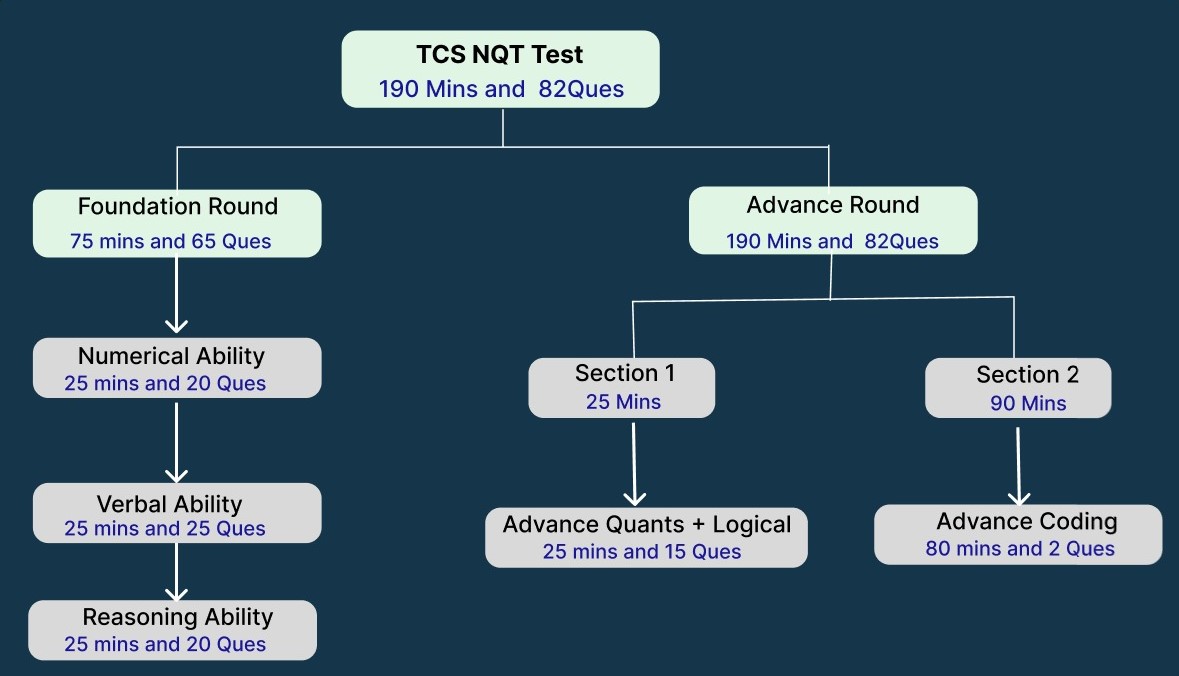 TCS NQT Test
190 Mins and 82Ques
Foundation Round
75 mins and 65 Ques
Advance Round
190 Mins and 82Ques
Numerical Ability
25 mins and 20 Ques
Section 1
25 Mins
Section 2
90 Mins
Verbal Ability
25 mins and 25 Ques
Advance Quants + Logical
25 mins and 15 Ques
Advance Coding
80 mins and 2 Ques
Reasoning Ability
25 mins and 20 Ques